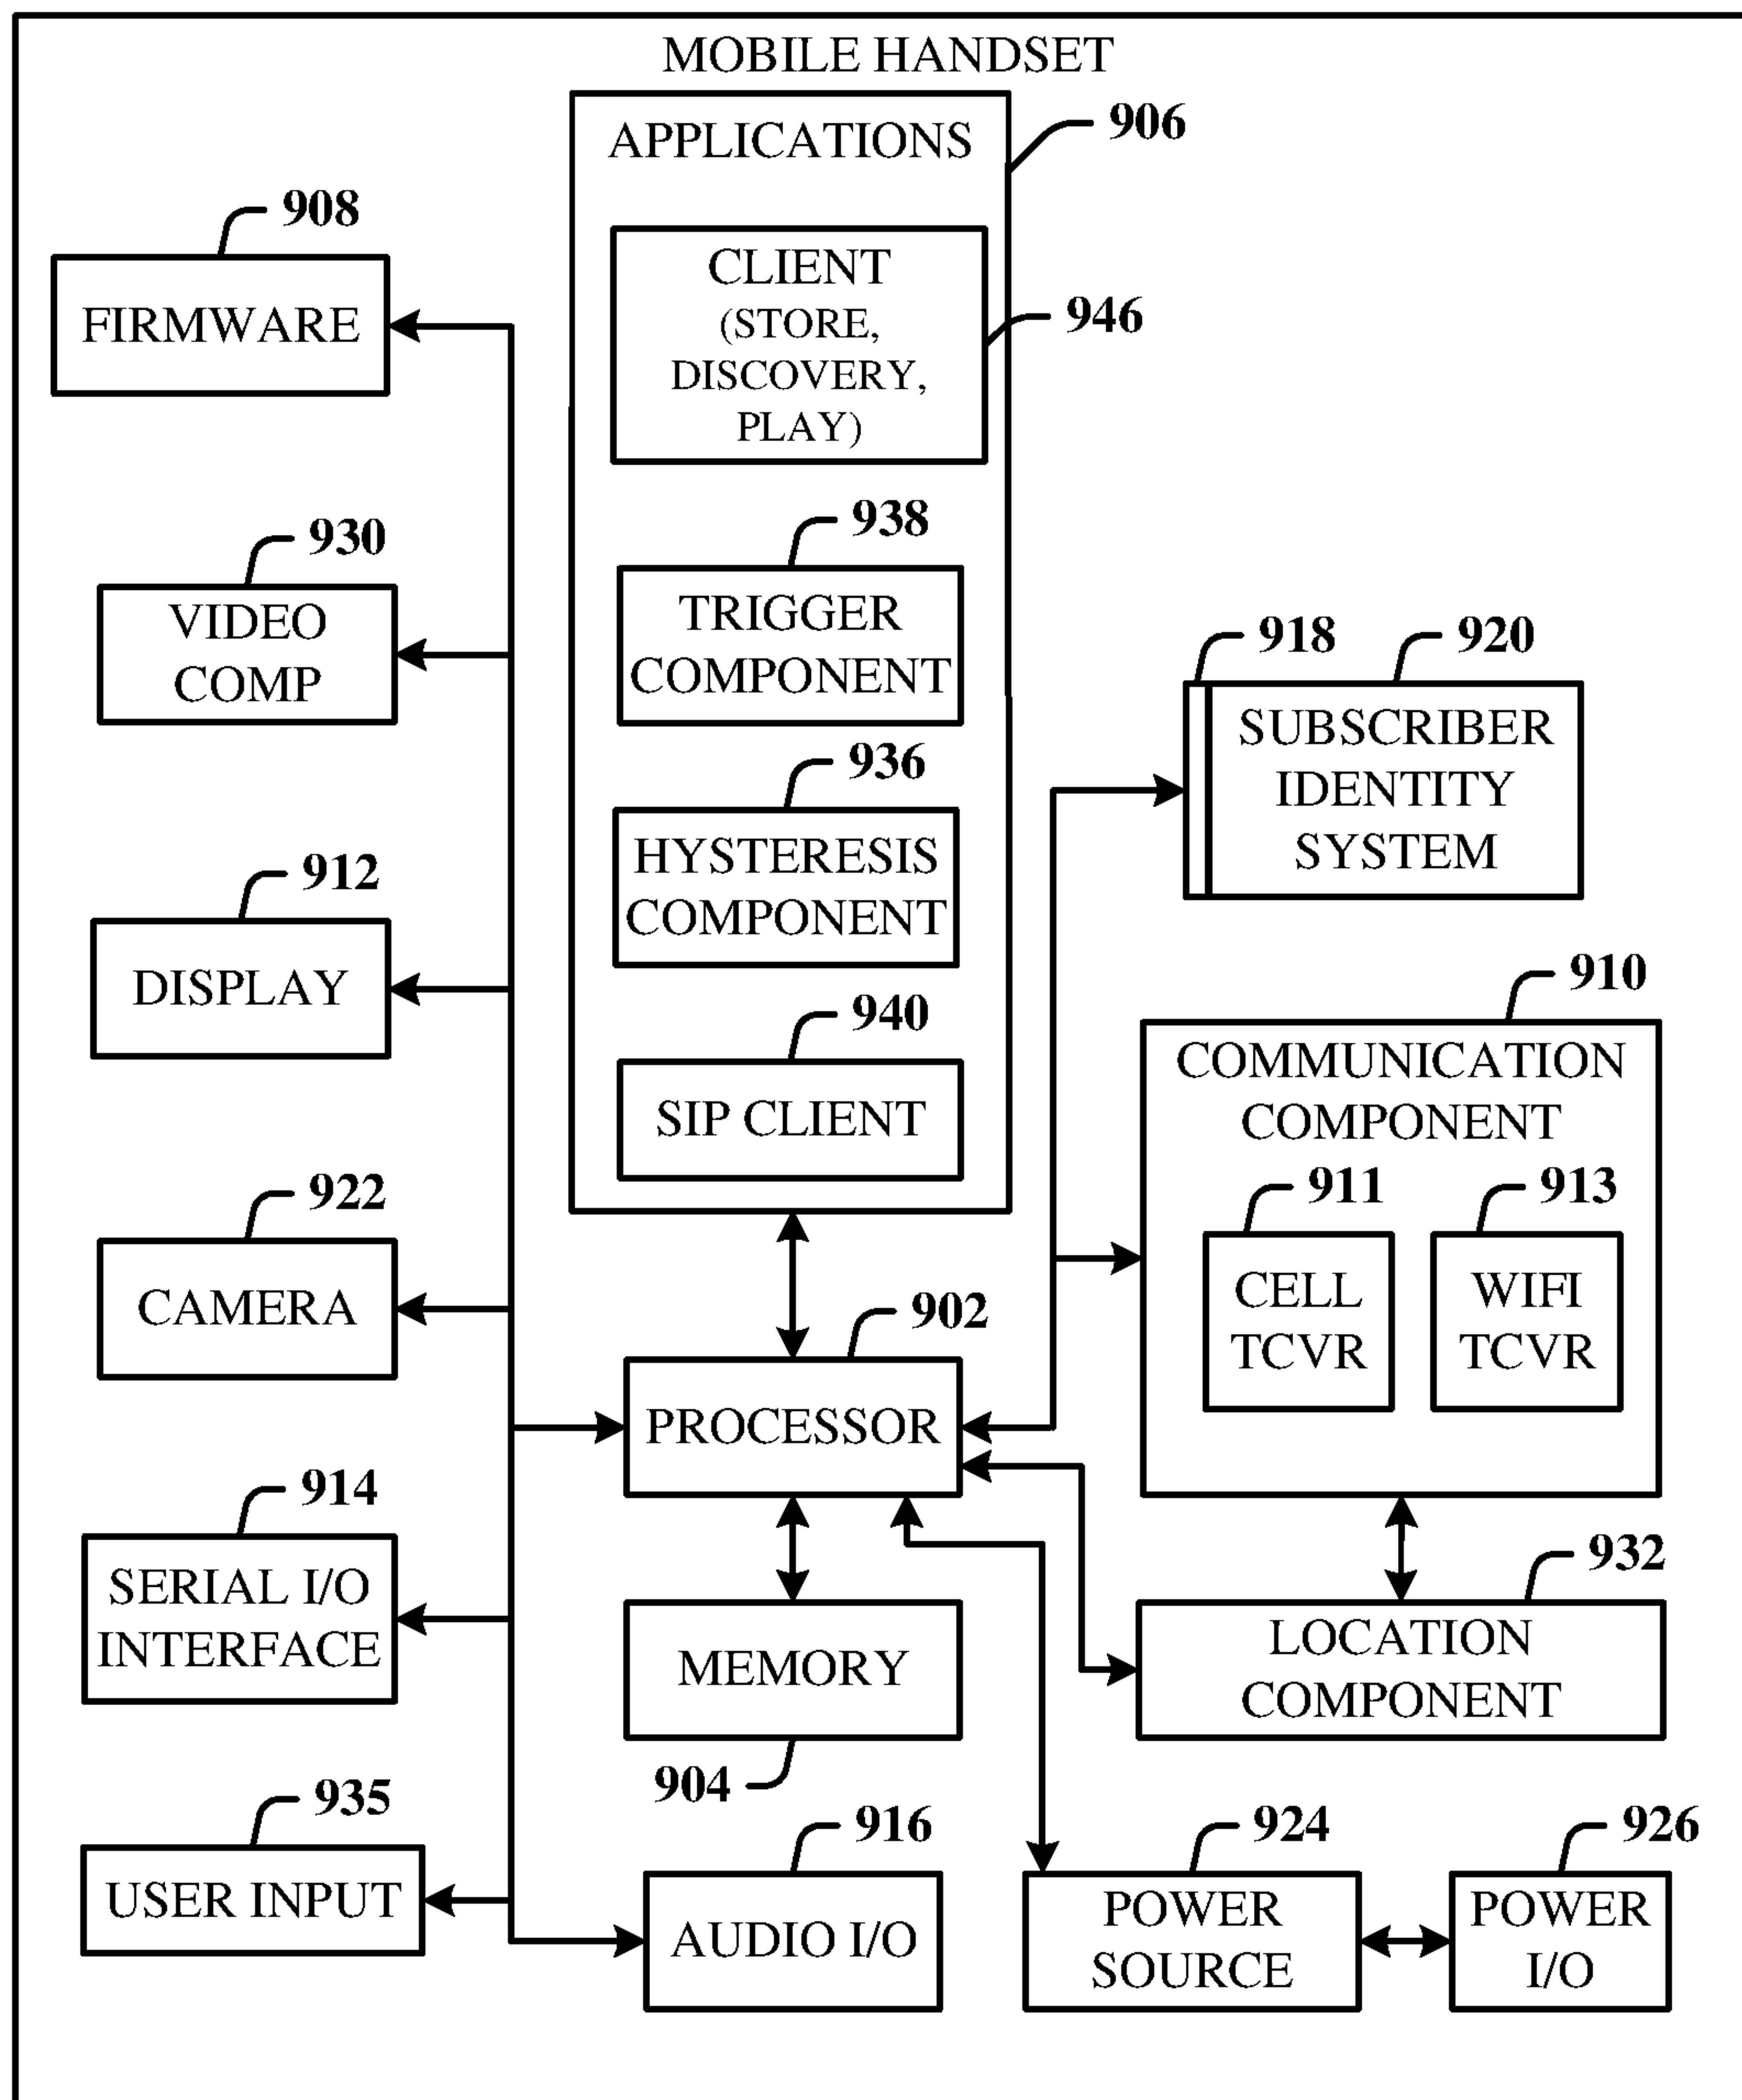 MOBILE HANDSET
APPLICATIONS
906
CLIENT
(STORE,
DISCOVERY,
PLAY)
946
938
TRIGGER
COMPONENT
936
HYSTERESIS
COMPONENT
940
SIP CLIENT
908
FIRMWARE
930
VIDEO
COMP
912
DISPLAY
922
CAMERA
914
SERIAL I/O
INTERFACE
935
USER INPUT
902
PROCESSOR
MEMORY
904
916
AUDIO I/O
918
920
SUBSCRIBER
IDENTITY
SYSTEM
910
COMMUNICATION
COMPONENT
911
CELL
TCVR
913
WIFI
TCVR
932
LOCATION
COMPONENT
924
POWER
SOURCE
926
POWER
I/O